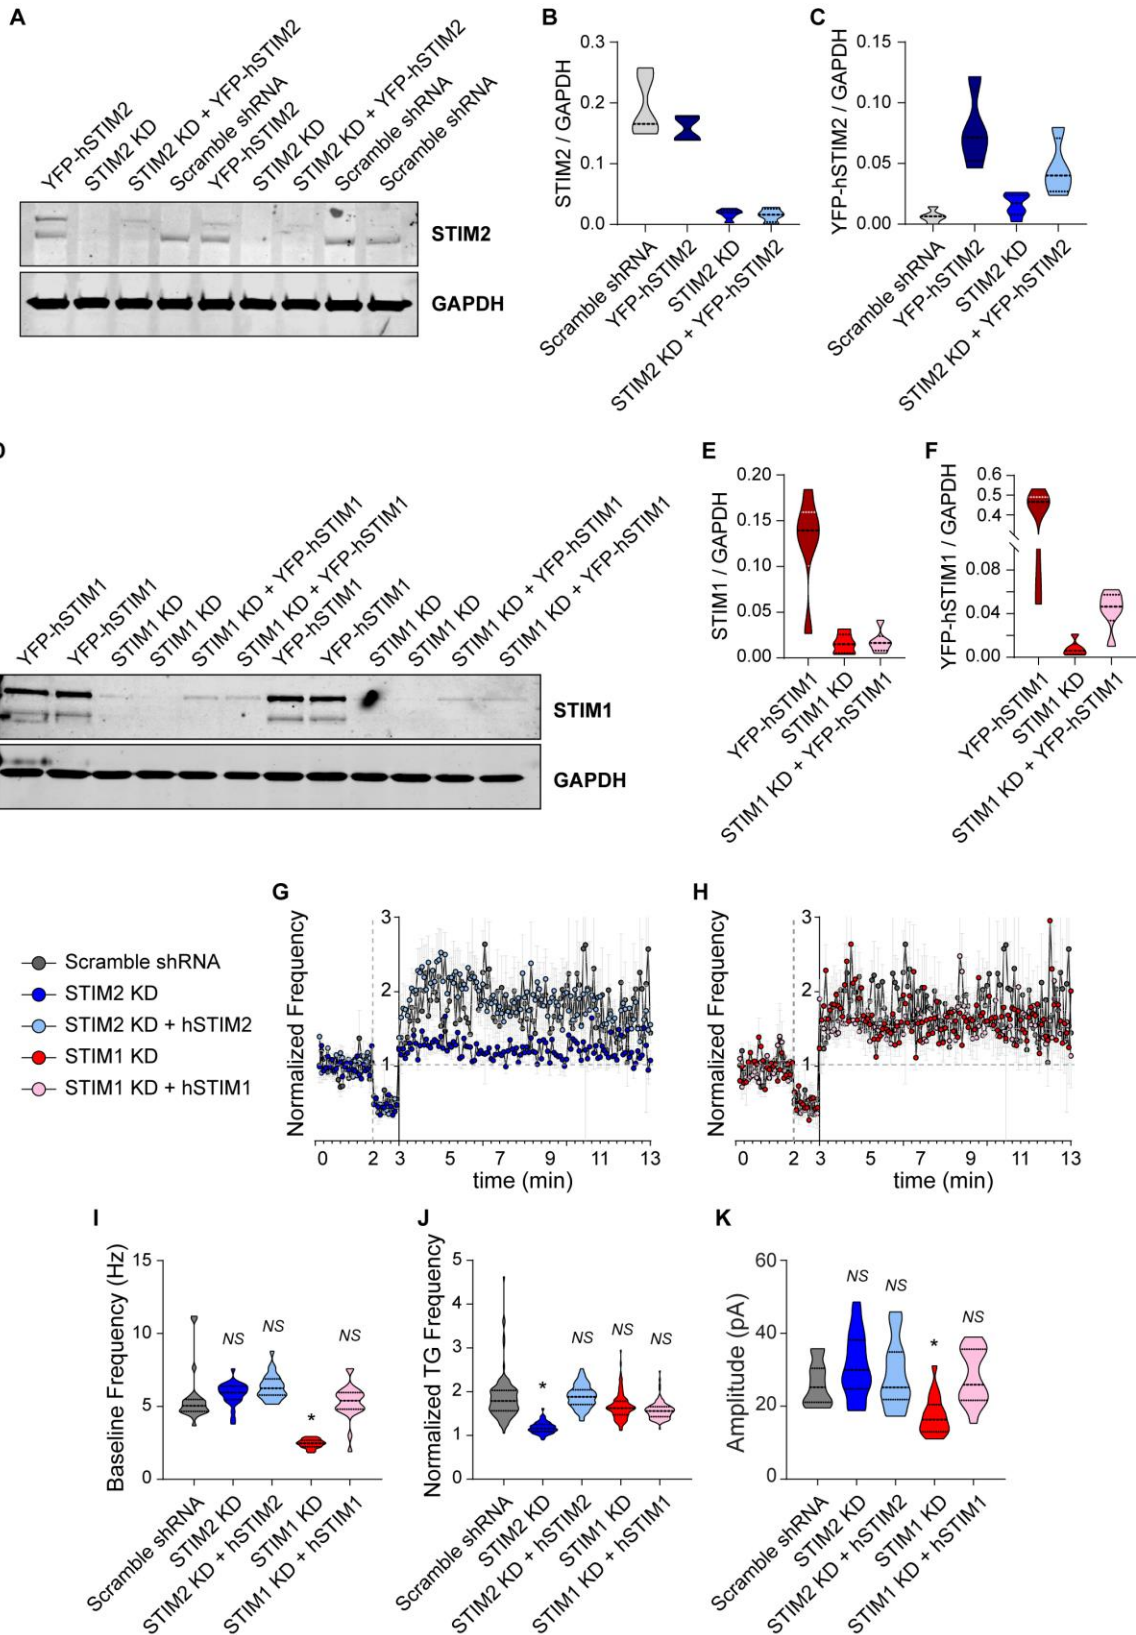 A
YFP-hSTIM2
STIM2 KD
STIM2 KD + YFP-hSTIM2
Scramble shRNA
YFP-hSTIM2
STIM2 KD
STIM2 KD + YFP-hSTIM2
Scramble shRNA
Scramble shRNA
STIM2
GAPDH
B
STIM2 / GAPDH
0.3
0.2
0.1
0.0
Scramble shRNA
YFP-hSTIM2
STIM2 KD
STIM2 KD + YFP-hSTIM2
C
YFP-hSTIM2 / GAPDH
0.15
0.10
0.05
0.00
Scramble shRNA
YFP-hSTIM2
STIM2 KD
STIM2 KD + YFP-hSTIM2
YFP-hSTIM1
YFP-hSTIM1
STIM1 KD
STIM1 KD
STIM1 KD + YFP-hSTIM1
STIM1 KD + YFP-hSTIM1
YFP-hSTIM1
YFP-hSTIM1
STIM1 KD
STIM1 KD
STIM1 KD + YFP-hSTIM1
STIM1 KD + YFP-hSTIM1
STIM1
GAPDH
E
STIM1 / GAPDH
0.20
0.15
0.10
0.05
0.00
YFP-hSTIM1
STIM1 KD
STIM1 KD + YFP-hSTIM1
F
YFP-hSTIM1 / GAPDH
0.6
0.5
0.4
0.08
0.04
0.00
YFP-hSTIM1
STIM1 KD
STIM1 KD + YFP-hSTIM1
Scramble shRNA
STIM2 KD
STIM2 KD + hSTIM2
STIM1 KD
STIM1 KD + hSTIM1
G
Normalized Frequency
3
2
1
0 2 3 5 7 9 11 13
time (min)
H
Normalized Frequency
3
2
1
0 2 3 5 7 9 11 13
time (min)
I
Baseline Frequency (Hz)
15
10
5
0
NS
NS
*
NS
Scramble shRNA
STIM2 KD
STIM2 KD + hSTIM2
STIM1 KD
STIM1 KD + hSTIM1
J
Normalized TG Frequency
5
4
3
2
1
0
*
NS
NS
NS
Scramble shRNA
STIM2 KD
STIM2 KD + hSTIM2
STIM1 KD
STIM1 KD + hSTIM1
K
Amplitude (pA)
60
40
20
0
NS
NS
*
NS
Scramble shRNA
STIM2 KD
STIM2 KD + hSTIM2
STIM1 KD
STIM1 KD + hSTIM1